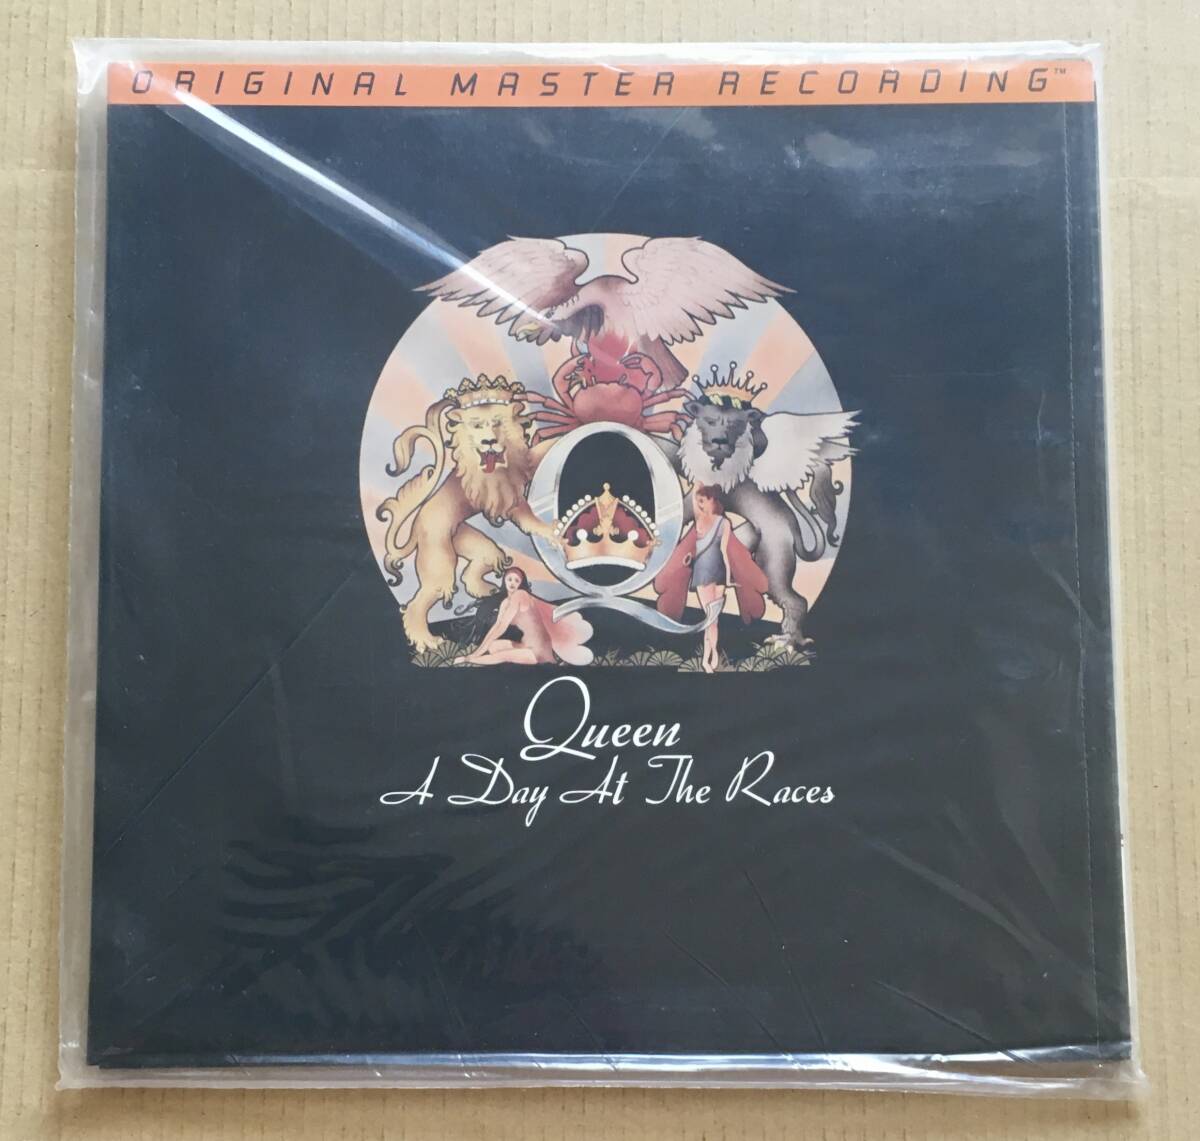 ORIGINAL MASTER RECORDING™
Queen
A Day At The Races